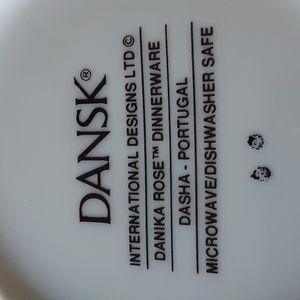 DANSK®
INTERNATIONAL DESIGNS LTD ©
DANIKA ROSE™ DINNERWARE
DASHA - PORTUGAL
MICROWAVE/DISHWASHER SAFE